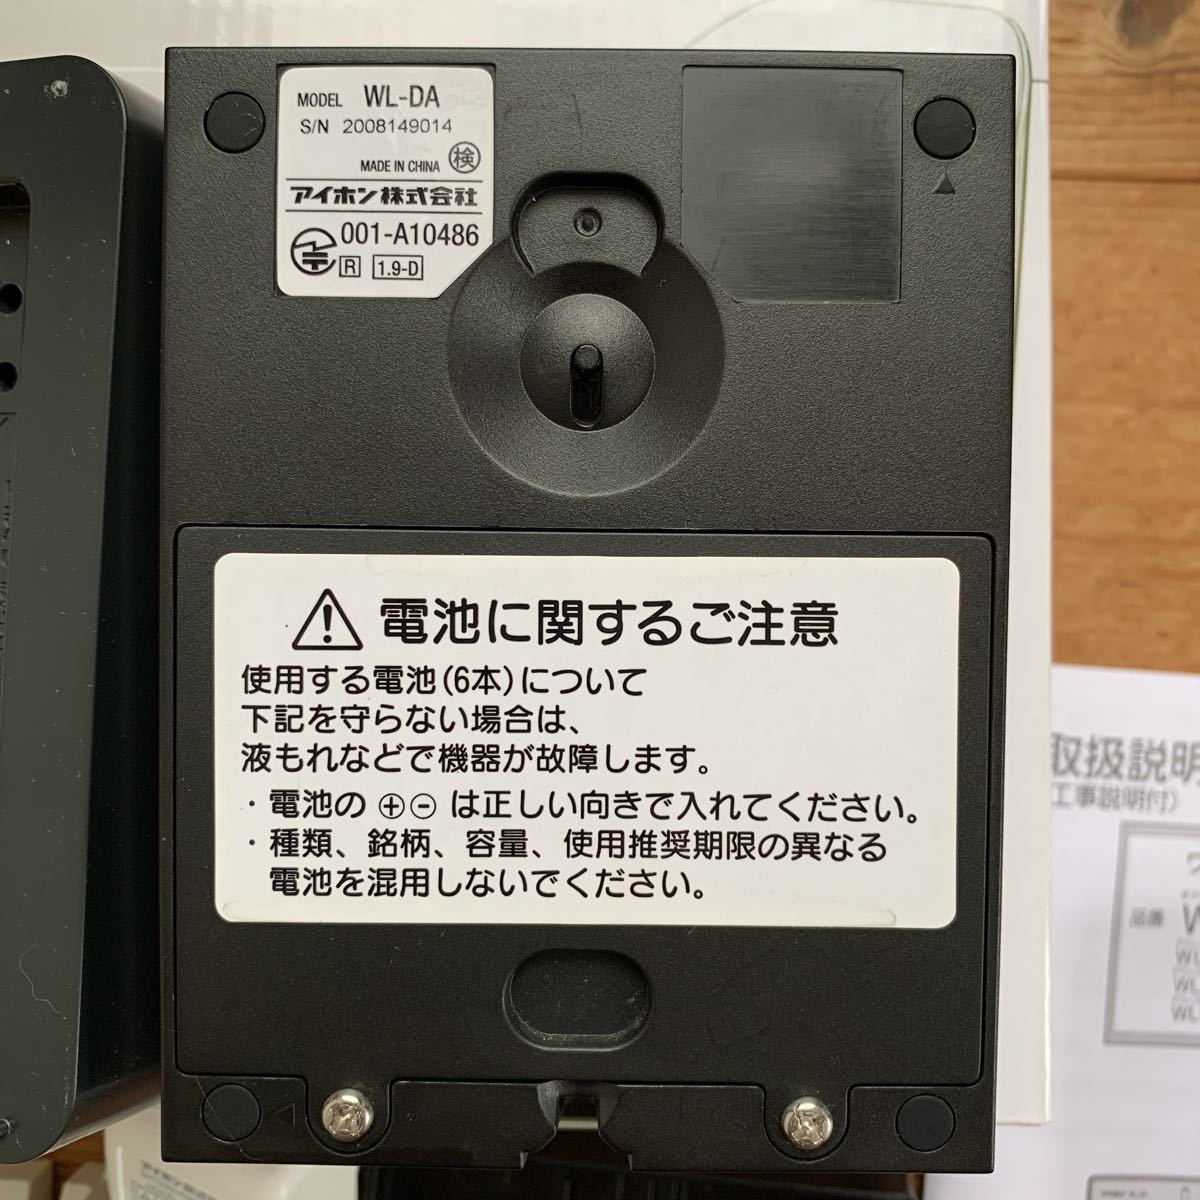 MODEL WL-DA
S/N 2008149014
MADE IN CHINA 検
アイホン株式会社
001-A10486
R 1.9-D
電池に関するご注意
使用する電池(6本)について
下記を守らない場合は、
液もれなどで機器が故障します。
・電池の⊕⊖は正しい向きで入れてください。
・種類、銘柄、容量、使用推奨期限の異なる
電池を混用しないでください。
取扱説明
工事説明付)
品番 W
WL
WL
WL